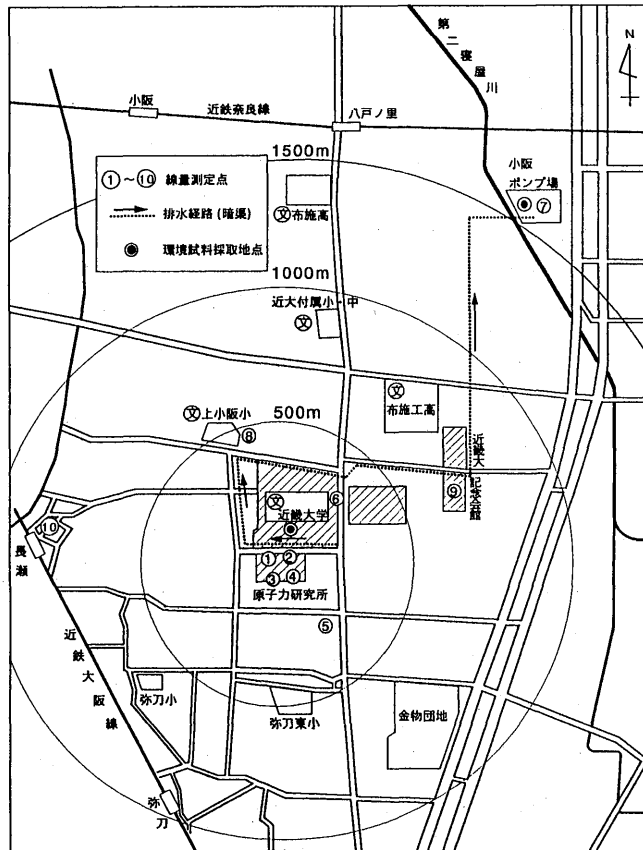 第二寝屋川
N
小阪
近鉄奈良線
八戸ノ里
1500m
小阪
ポンプ場
⑦
①～⑩ 線量測定点
排水経路(暗渠)
環境試料採取地点
文 布施高
1000m
近大付属小・中
文
文
布施工高
文 上小阪小
500m
⑧
近畿大記念会館
⑨
文
⑥
近畿大学
⑩
長瀬
① ②
③ ④
原子力研究所
⑤
近鉄大阪線
弥刀小
弥刀東小
金物団地
弥刀